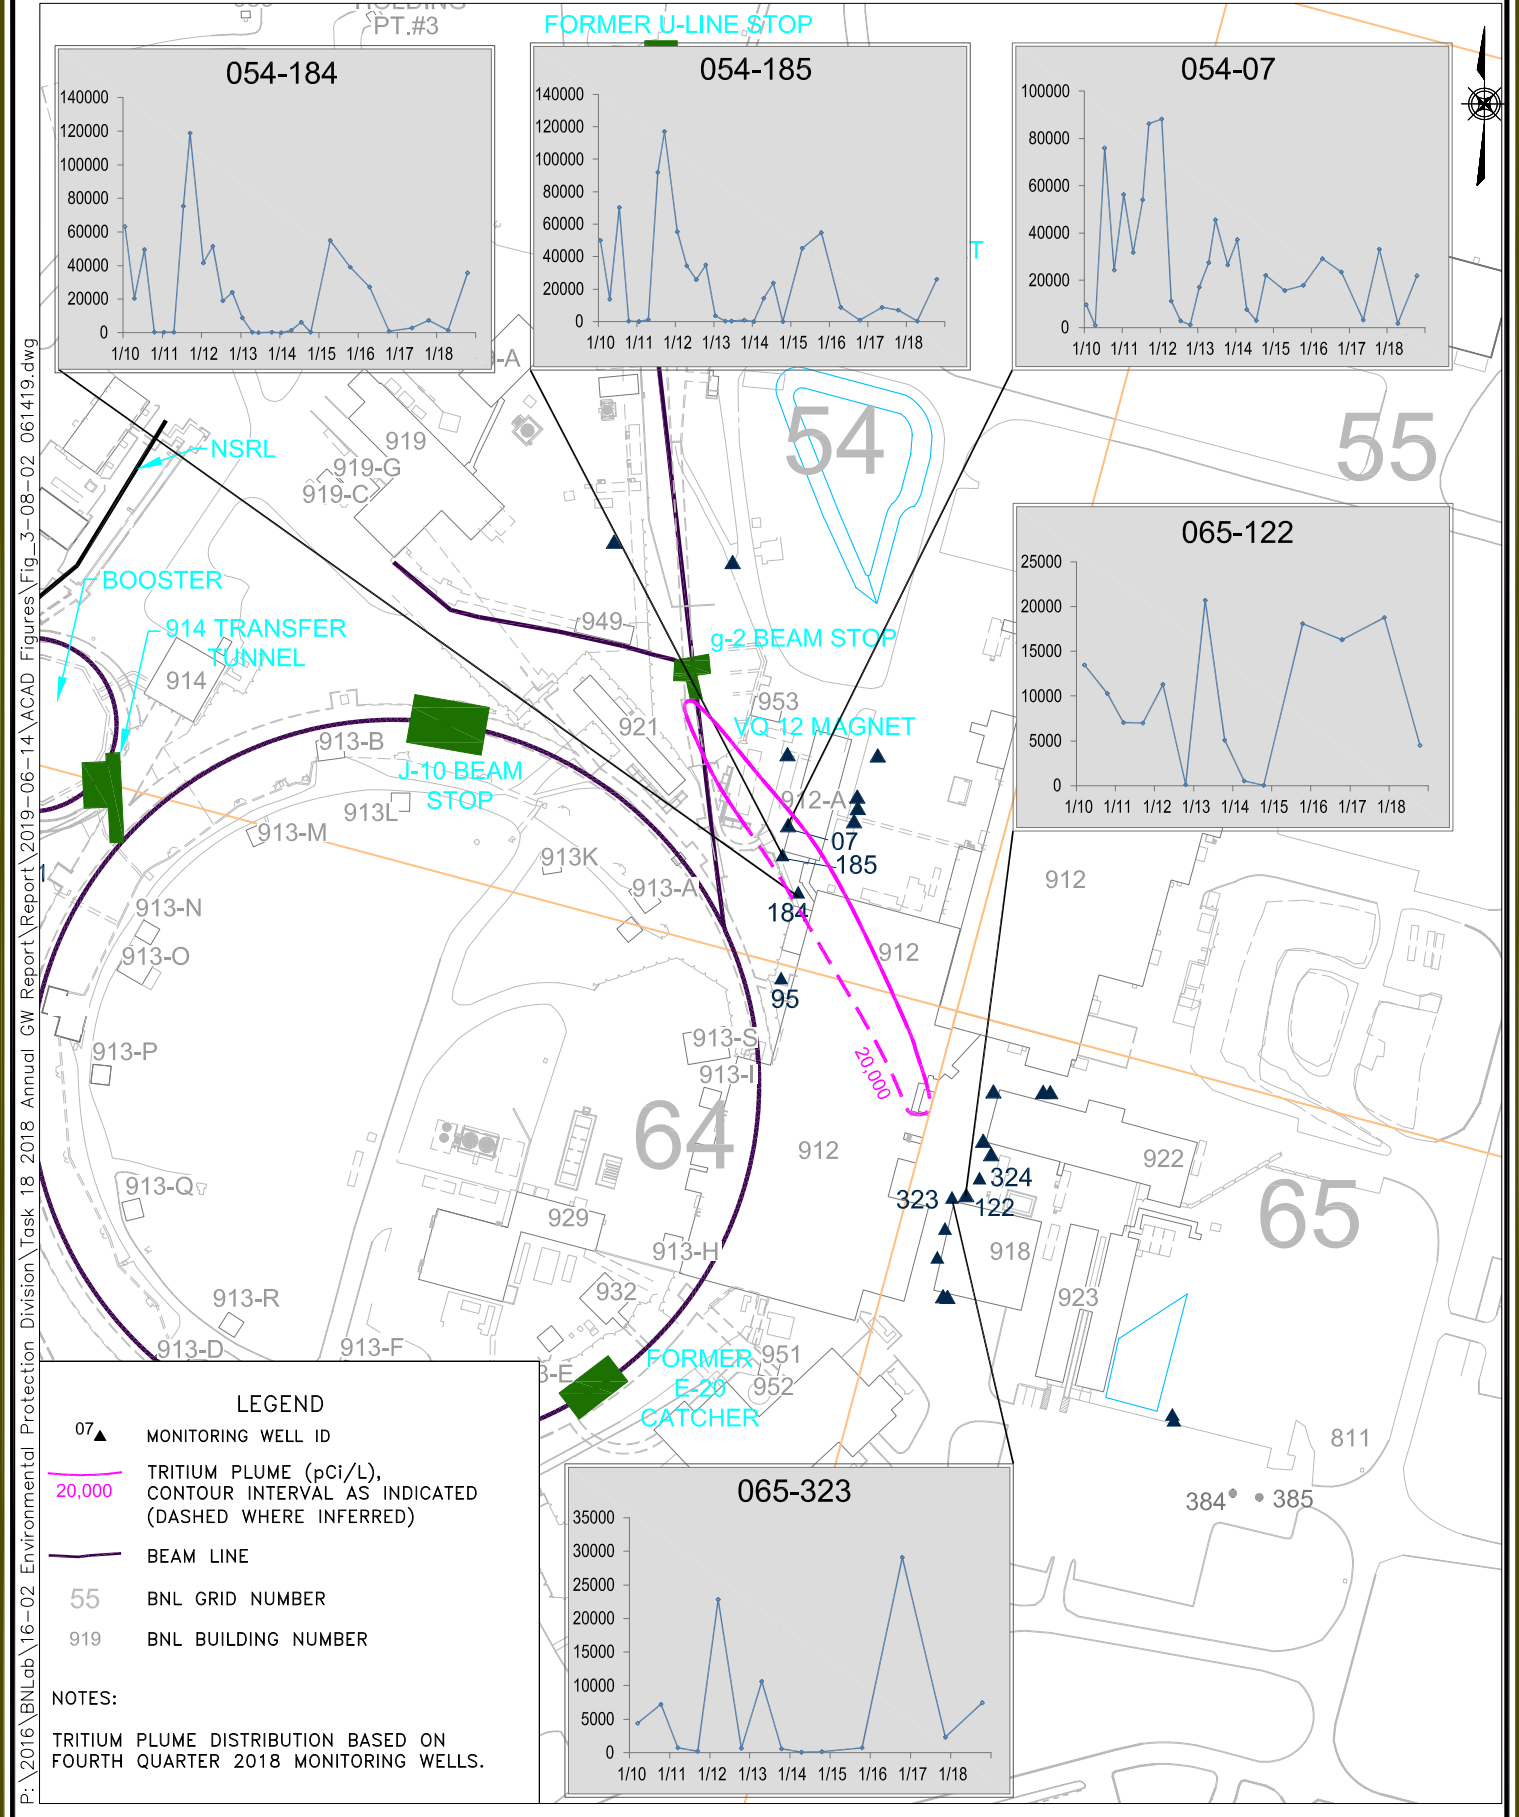 PT.#3
FORMER U-LINE STOP
054-184
140000
120000
100000
80000
60000
40000
20000
0
1/10 1/11 1/12 1/13 1/14 1/15 1/16 1/17 1/18
054-185
140000
120000
100000
80000
60000
40000
20000
0
1/10 1/11 1/12 1/13 1/14 1/15 1/16 1/17 1/18
T
054-07
100000
80000
60000
40000
20000
0
1/10 1/11 1/12 1/13 1/14 1/15 1/16 1/17 1/18
-A
54
55
919
919-G
919-C
NSRL
BOOSTER
914 TRANSFER
TUNNEL
914
949
g-2 BEAM STOP
953
VQ 12 MAGNET
921
913-B
J-10 BEAM
STOP
912-A
913L
913-M
913K
913-A
07
185
184
95
912
912
913-N
913-O
913-P
913-S
913-I
20,000
64
912
065-122
25000
20000
15000
10000
5000
0
1/10 1/11 1/12 1/13 1/14 1/15 1/16 1/17 1/18
922
324
323
122
65
918
923
913-Q
929
913-H
932
913-R
913-D
913-F
3-E
FORMER
E-20
CATCHER
951
952
811
384
385
065-323
35000
30000
25000
20000
15000
10000
5000
0
1/10 1/11 1/12 1/13 1/14 1/15 1/16 1/17 1/18
LEGEND
07 MONITORING WELL ID
TRITIUM PLUME (pCi/L),
20,000 CONTOUR INTERVAL AS INDICATED
(DASHED WHERE INFERRED)
BEAM LINE
55 BNL GRID NUMBER
919 BNL BUILDING NUMBER
NOTES:
TRITIUM PLUME DISTRIBUTION BASED ON
FOURTH QUARTER 2018 MONITORING WELLS.
P:\2016\BNLab\16-02 Environmental Protection Division\Task 18 2018 Annual GW Report\Report\2019-06-14\ACAD Figures\Fig_3-08-02 061419.dwg